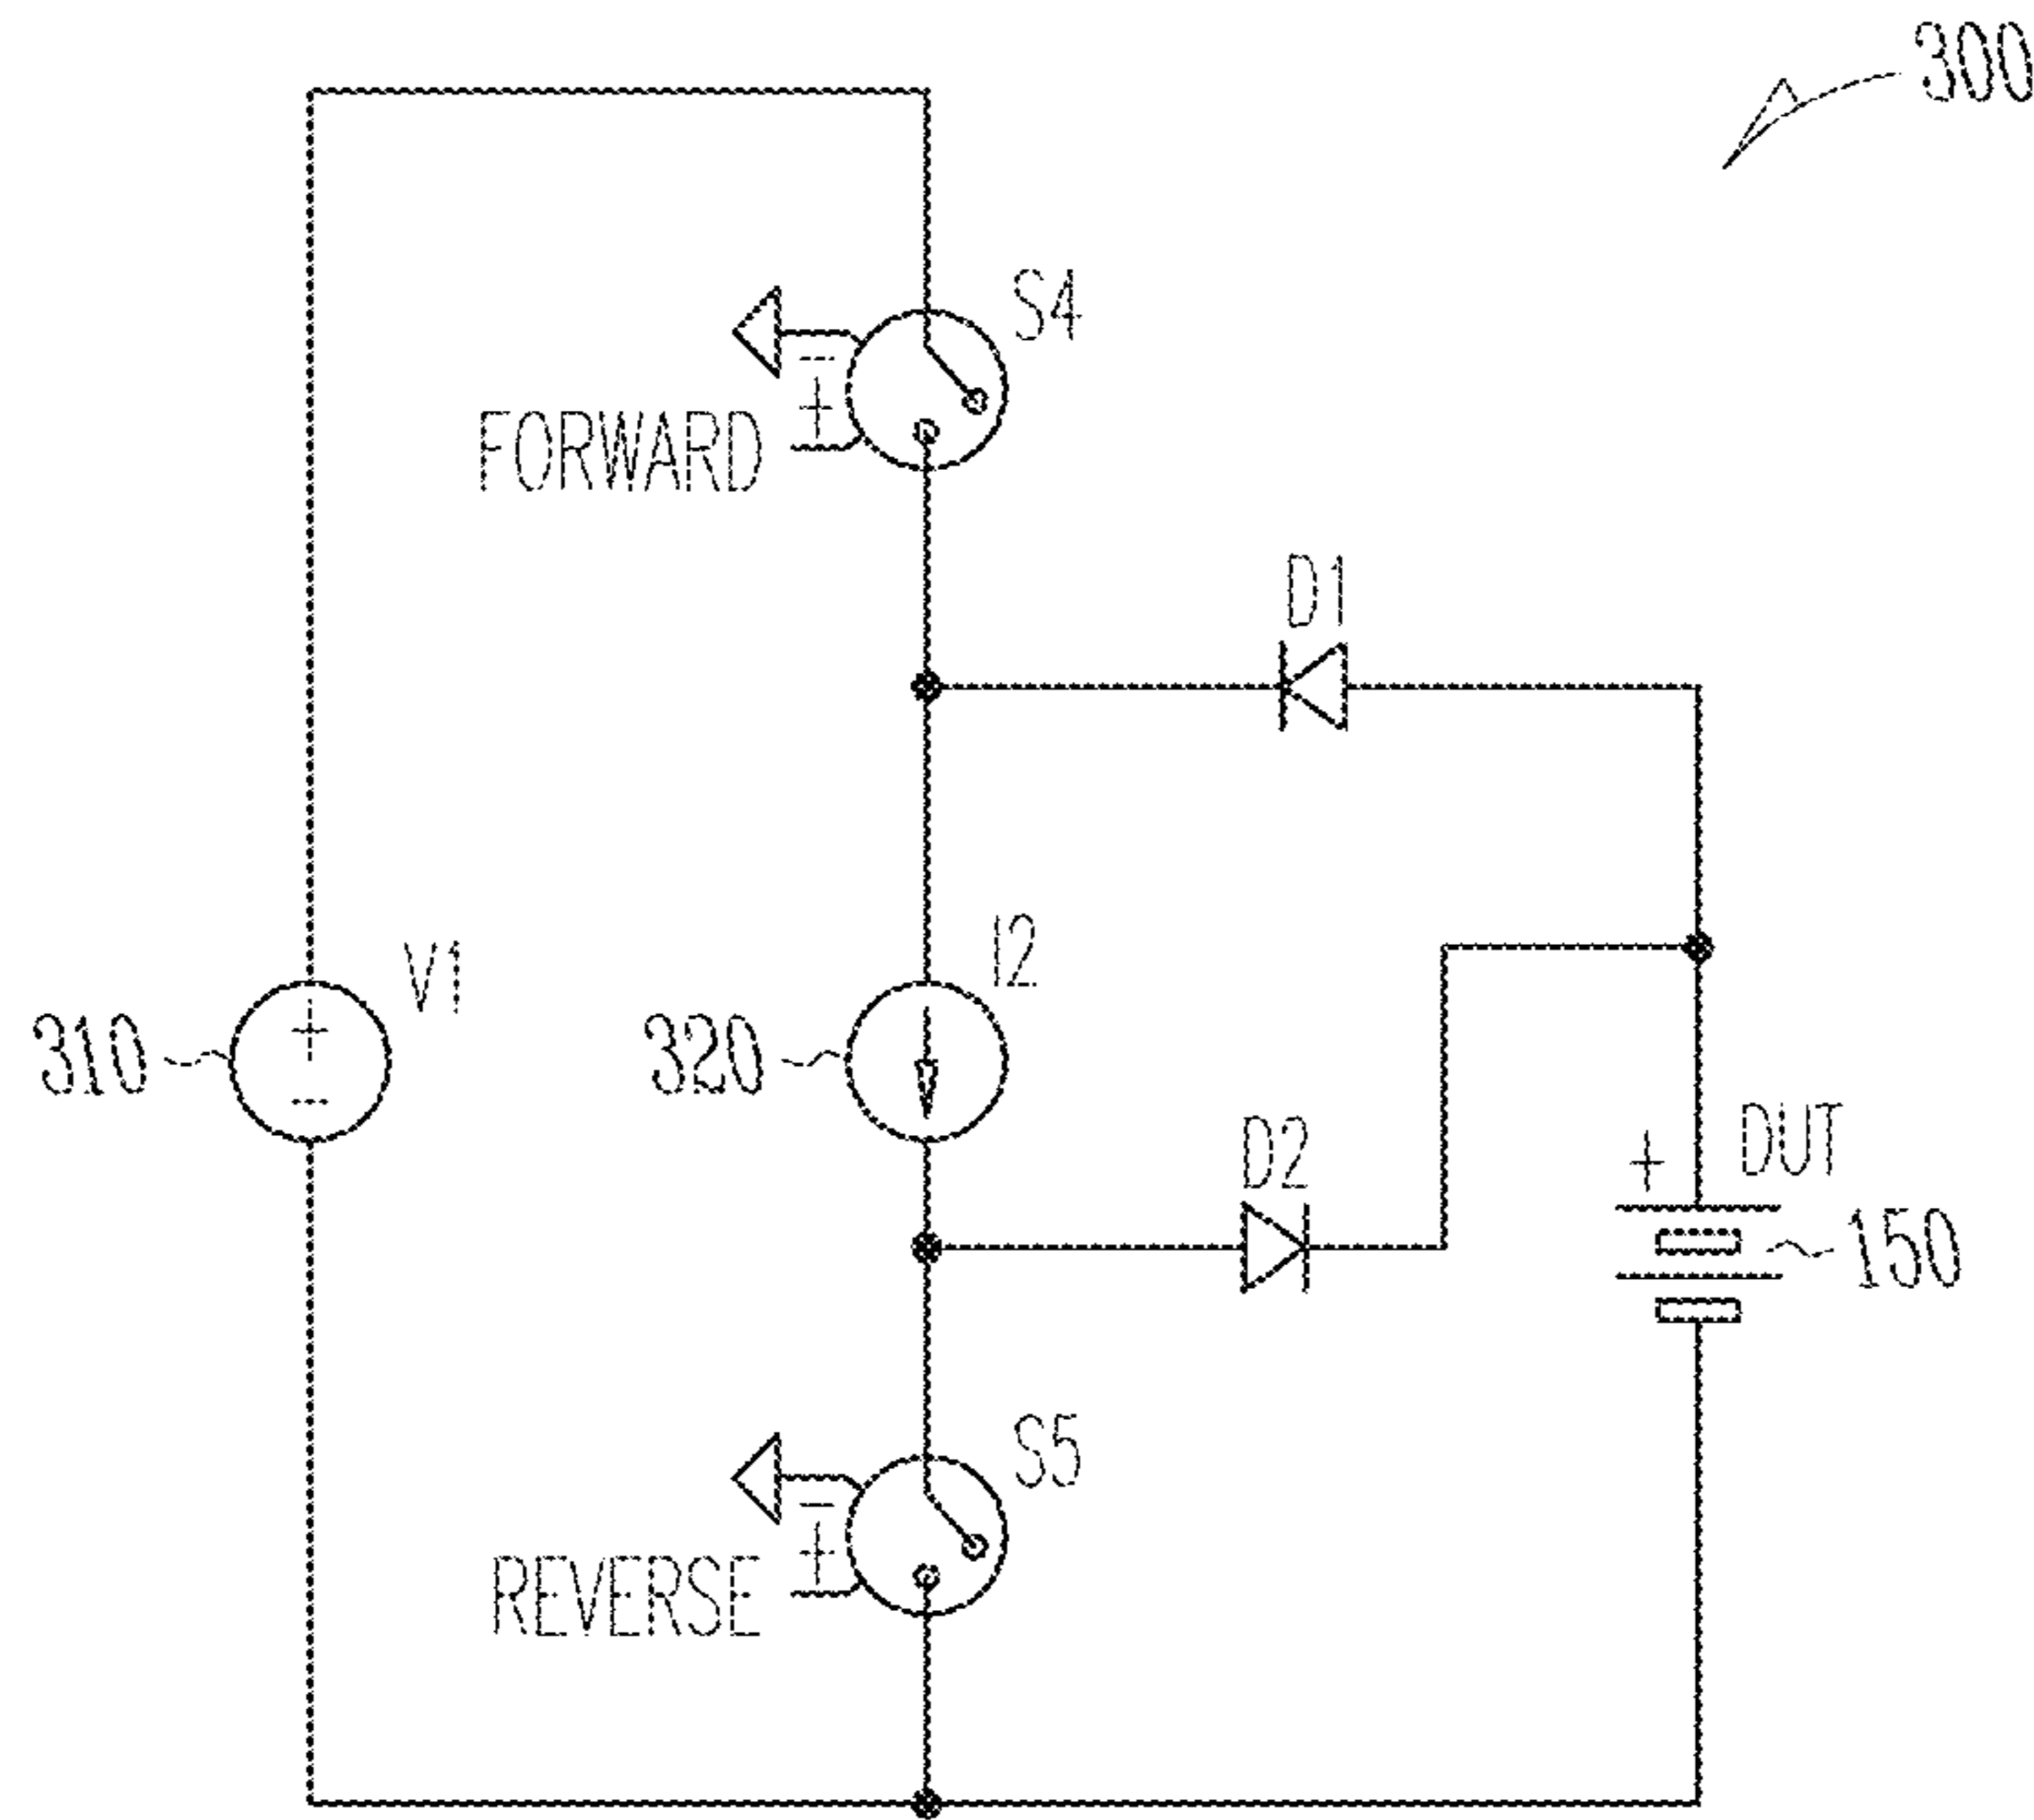 300
S4
- +
FORWARD
D1
V1
I2
310
+ -
320
D2
+ DUT
150
S5
- +
REVERSE